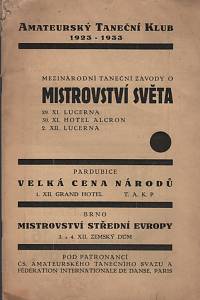 AMATEURSKÝ TANEČNÍ KLUB
1923 - 1933
MEZINARODNÍ TANEČNÍ ZÁVODY O
MISTROVSTVÍ SVĚTA
29. XI. LUCERNA
30. XI. HOTEL ALCRON
2. XII. LUCERNA
PARDUBICE
VELKÁ CENA NÁRODŮ
1. XII. GRAND HOTEL T. A. K. P.
BRNO
MISTROVSTVÍ STŘEDNÍ EVROPY
3. a 4. XII. ZEMSKÝ DŮM
POD PATRONANCÍ
ČS. AMATEURSKÉHO TANEČNÍHO SVAZU A
FÉDÉRATION INTERNATIONALE DE DANSE, PARIS